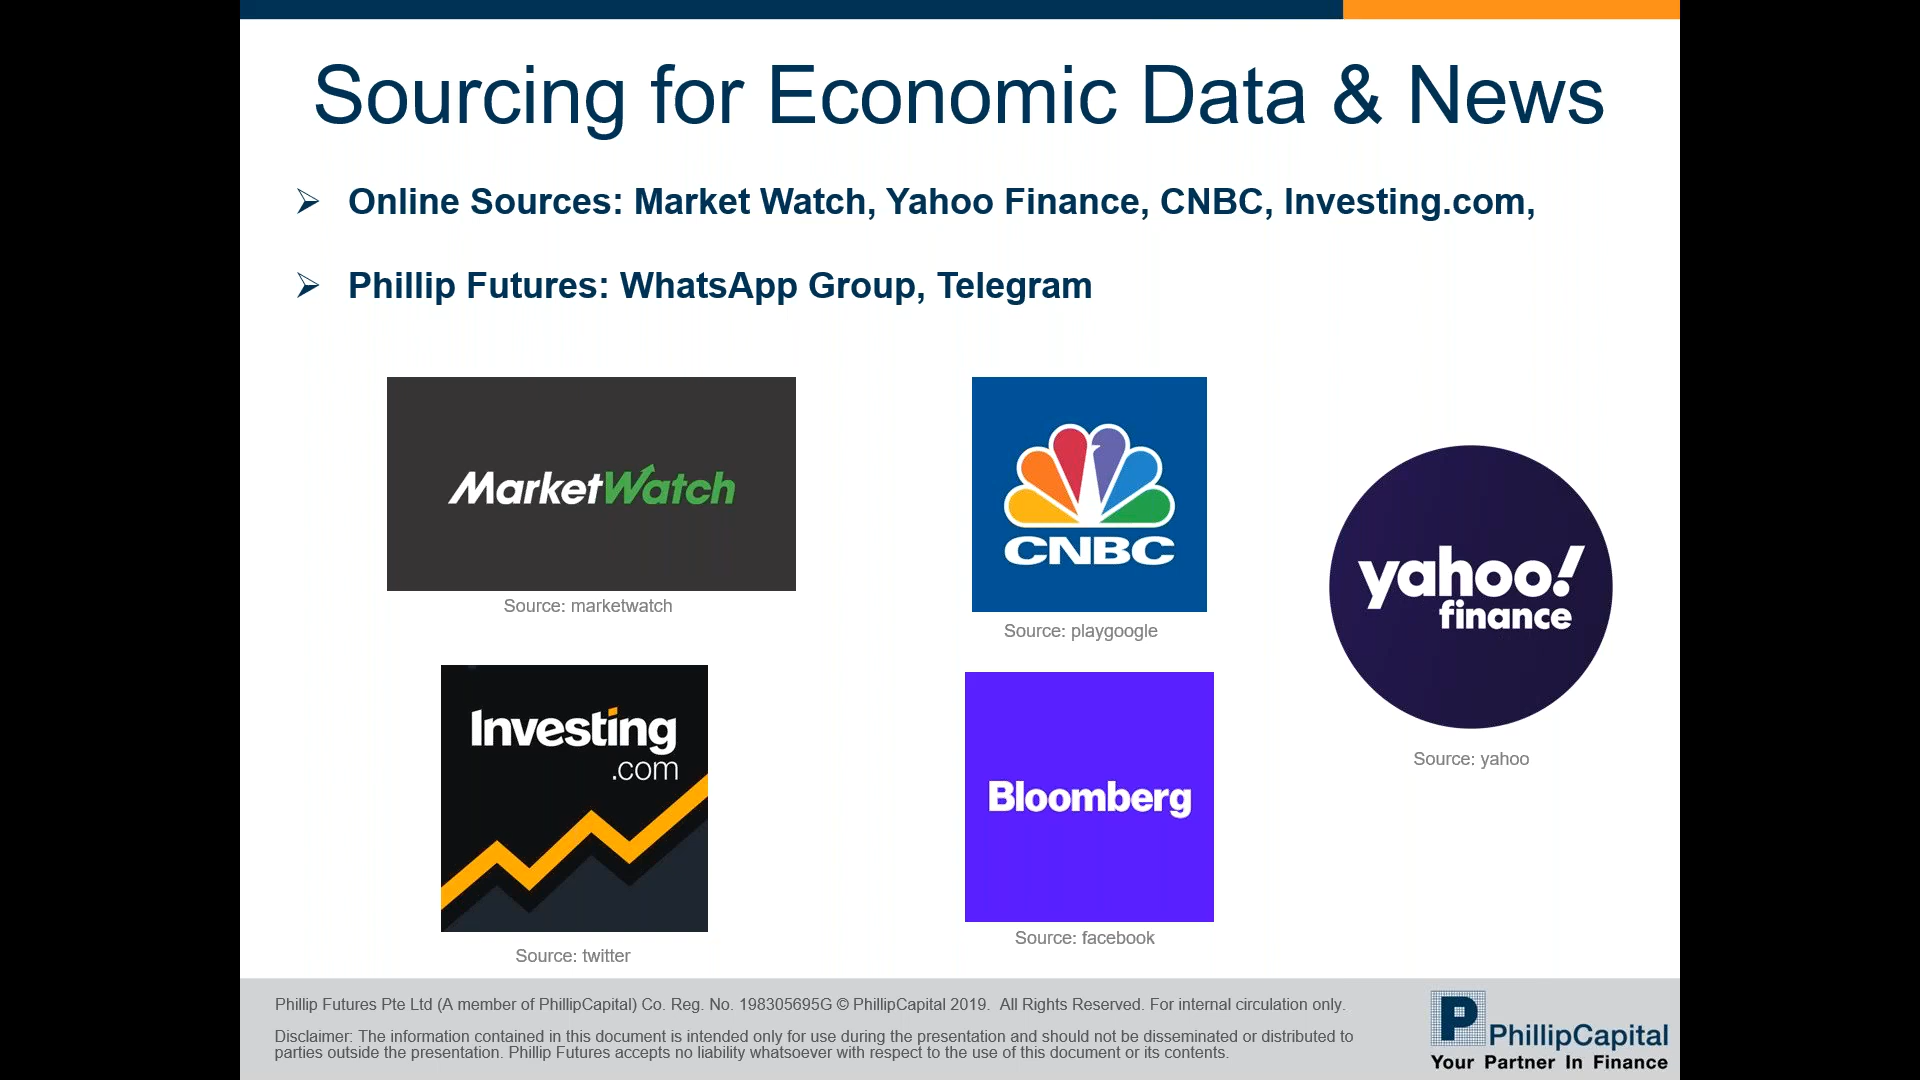 Sourcing for Economic Data & News
Online Sources: Market Watch, Yahoo Finance, CNBC, Investing.com,
Phillip Futures: WhatsApp Group, Telegram
MarketWatch
Source: marketwatch
CNBC
Source: playgoogle
yahoo!
finance
Source: yahoo
Investing
.com
Source: twitter
Bloomberg
Source: facebook
Phillip Futures Pte Ltd (A member of PhillipCapital) Co. Reg. No. 198305695G © PhillipCapital 2019.  All Rights Reserved. For internal circulation only.
Disclaimer: The information contained in this document is intended only for use during the presentation and should not be disseminated or distributed to
parties outside the presentation. Phillip Futures accepts no liability whatsoever with respect to the use of this document or its contents.
P
PhillipCapital
Your Partner In Finance